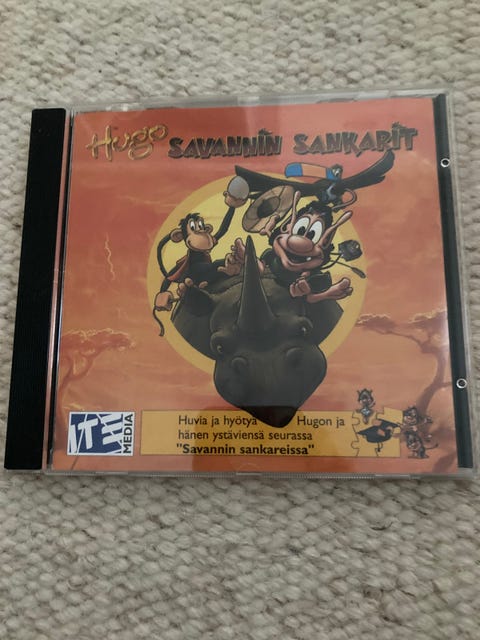 Hugo
SAVANNIN SANKARIT
ITE
MEDIA
Huvia ja hyötyä Hugon ja
hänen ystäviensä seurassa
"Savannin sankareissa"